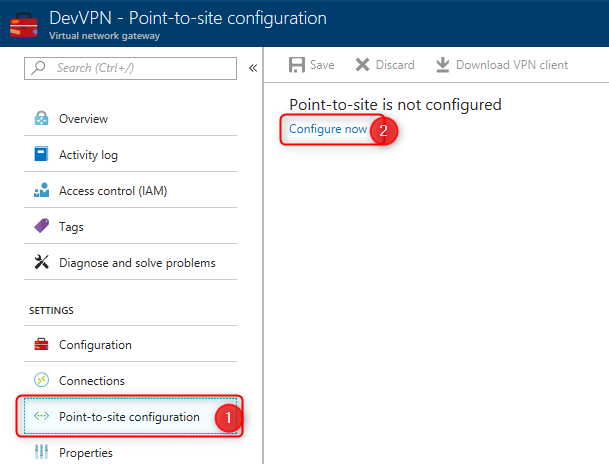 DevVPN - Point-to-site configuration
Virtual network gateway
Search (Ctrl+/)
«
Save Discard Download VPN client
Overview
Activity log
Access control (IAM)
Tags
Diagnose and solve problems
SETTINGS
Configuration
Connections
Point-to-site configuration 1
Properties
Point-to-site is not configured
Configure now 2